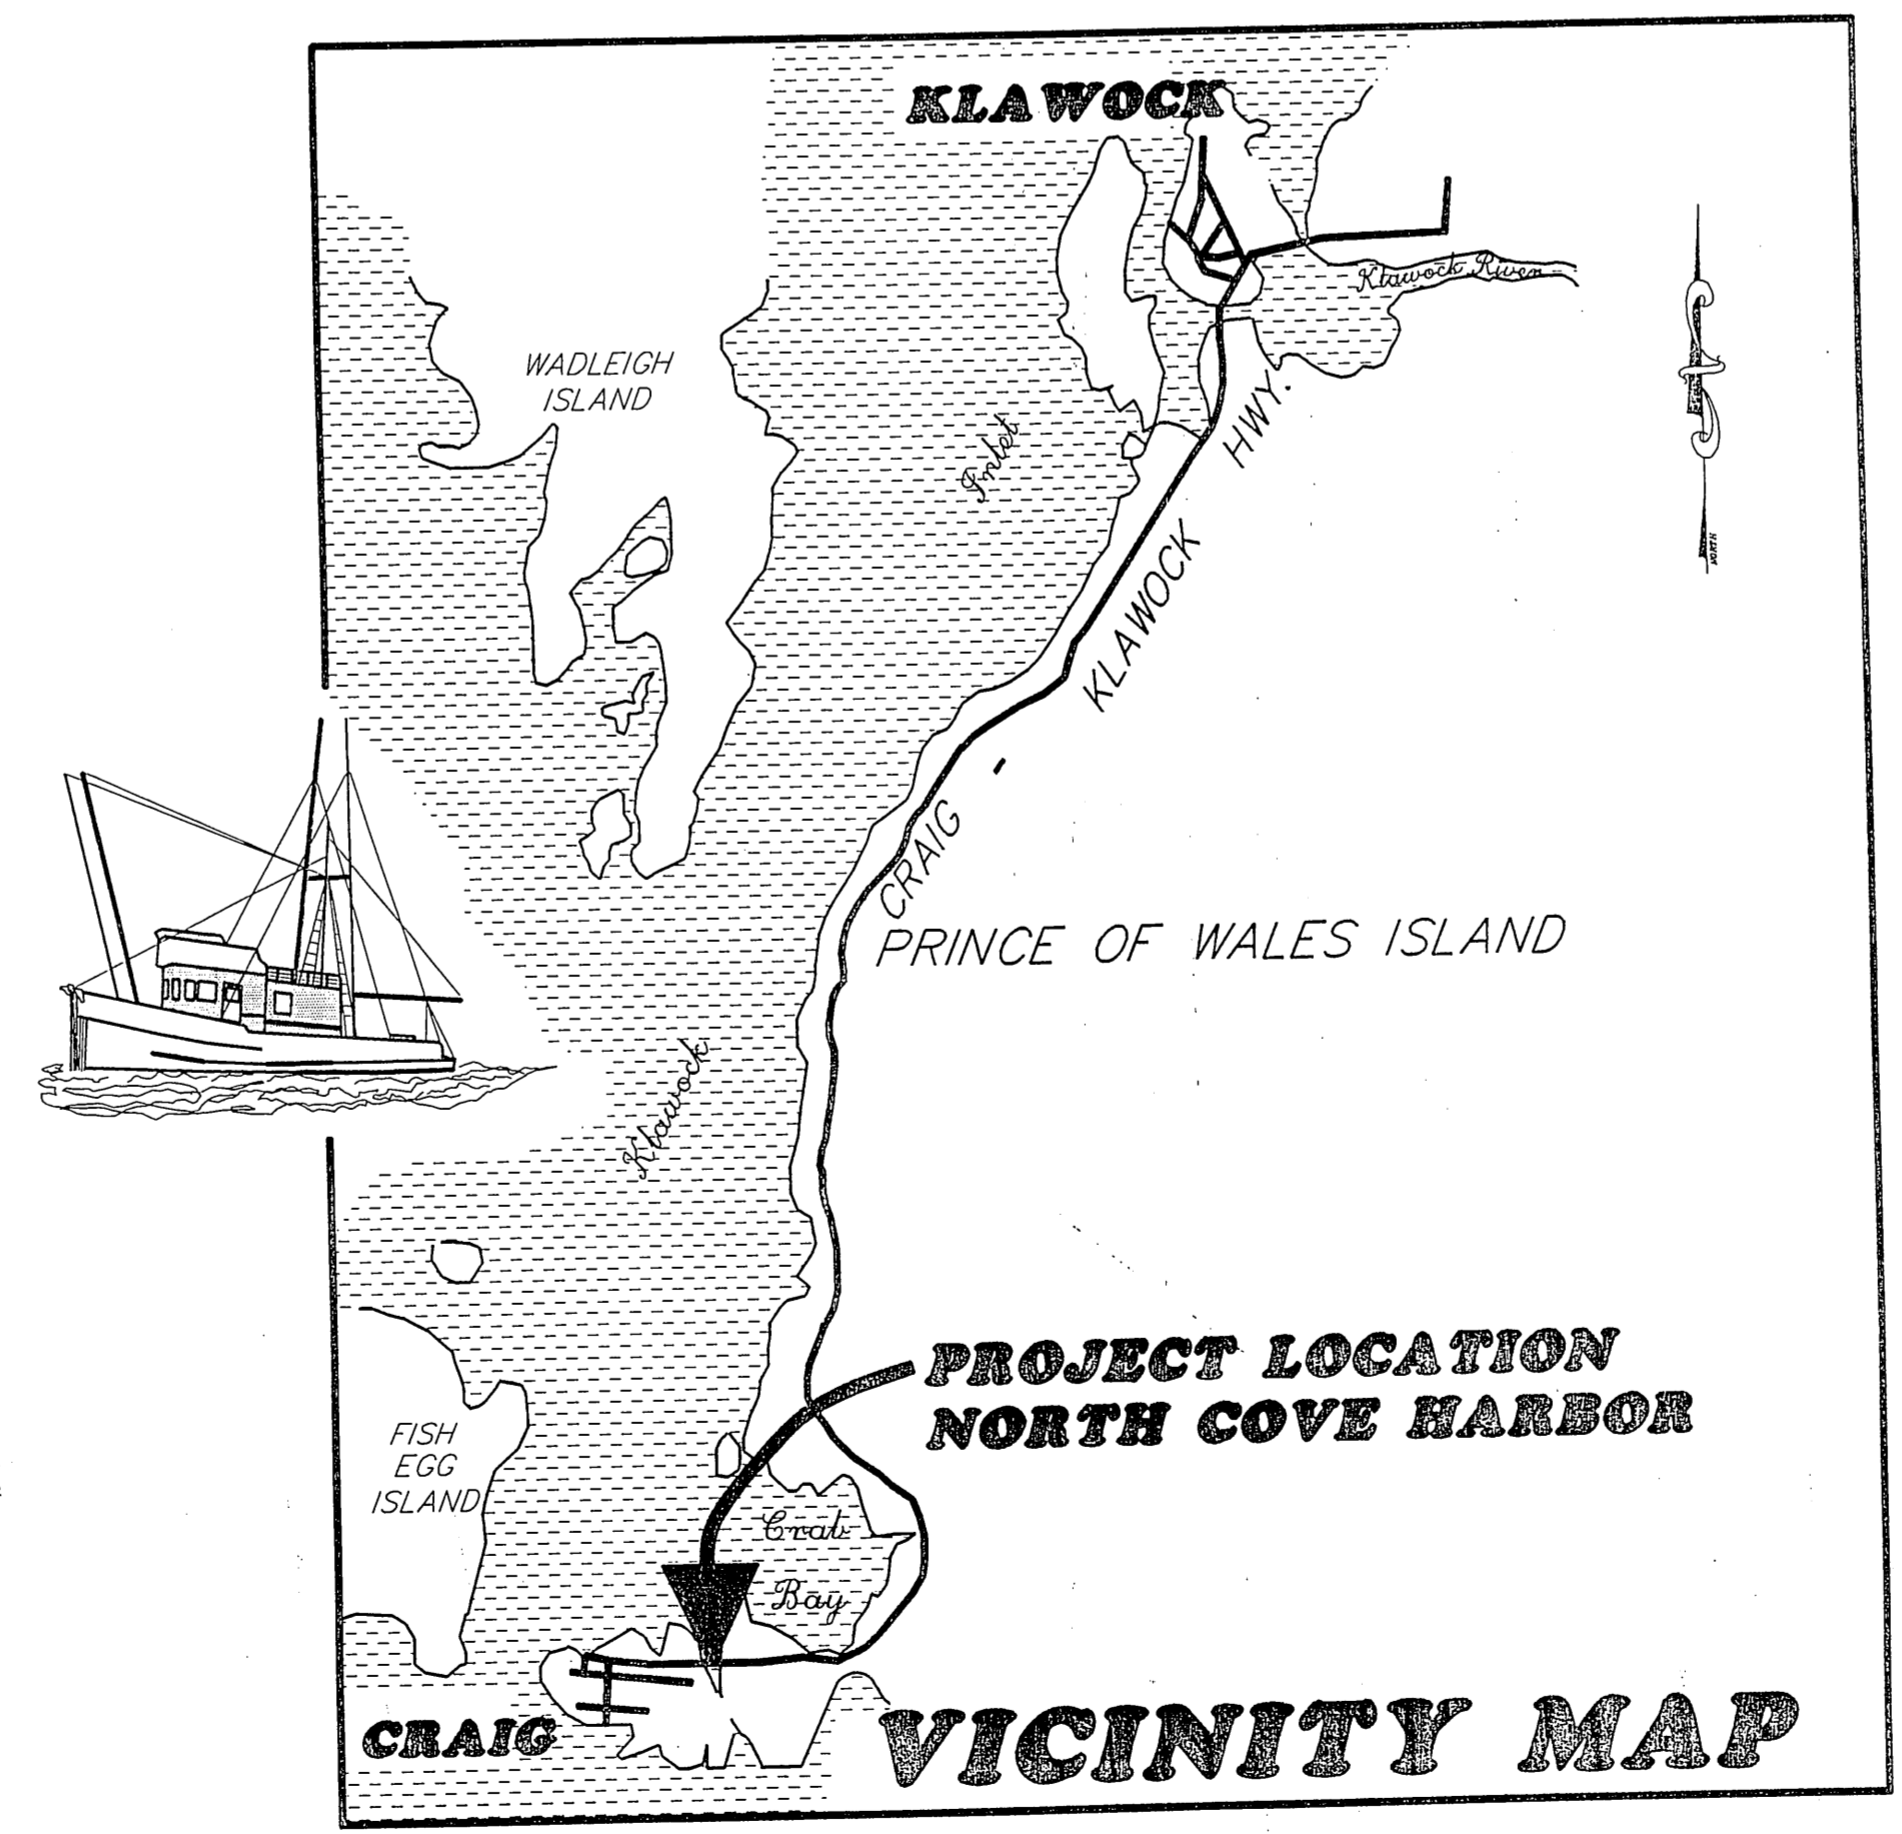 KLAWOCK
Klawock River
WADLEIGH
ISLAND
Inlet
HWY.
KLAWOCK
CRAIG
NORTH
PRINCE OF WALES ISLAND
Klawock
PROJECT LOCATION
NORTH COVE HARBOR
FISH
EGG
ISLAND
Crab
Bay
CRAIG
VICINITY MAP